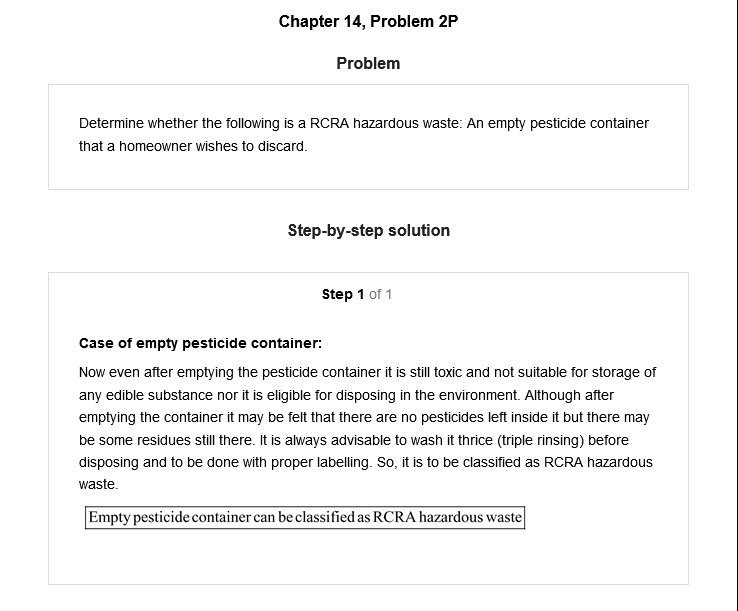 Chapter 14, Problem 2P
Problem
Determine whether the following is a RCRA hazardous waste: An empty pesticide container
that a homeowner wishes to discard.
Step-by-step solution
Step 1 of 1
Case of empty pesticide container:
Now even after emptying the pesticide container it is still toxic and not suitable for storage of
any edible substance nor it is eligible for disposing in the environment. Although after
emptying the container it may be felt that there are no pesticides left inside it but there may
be some residues still there. It is always advisable to wash it thrice (triple rinsing) before
disposing and to be done with proper labelling. So, it is to be classified as RCRA hazardous
waste.
Empty pesticide container can be classified as RCRA hazardous waste